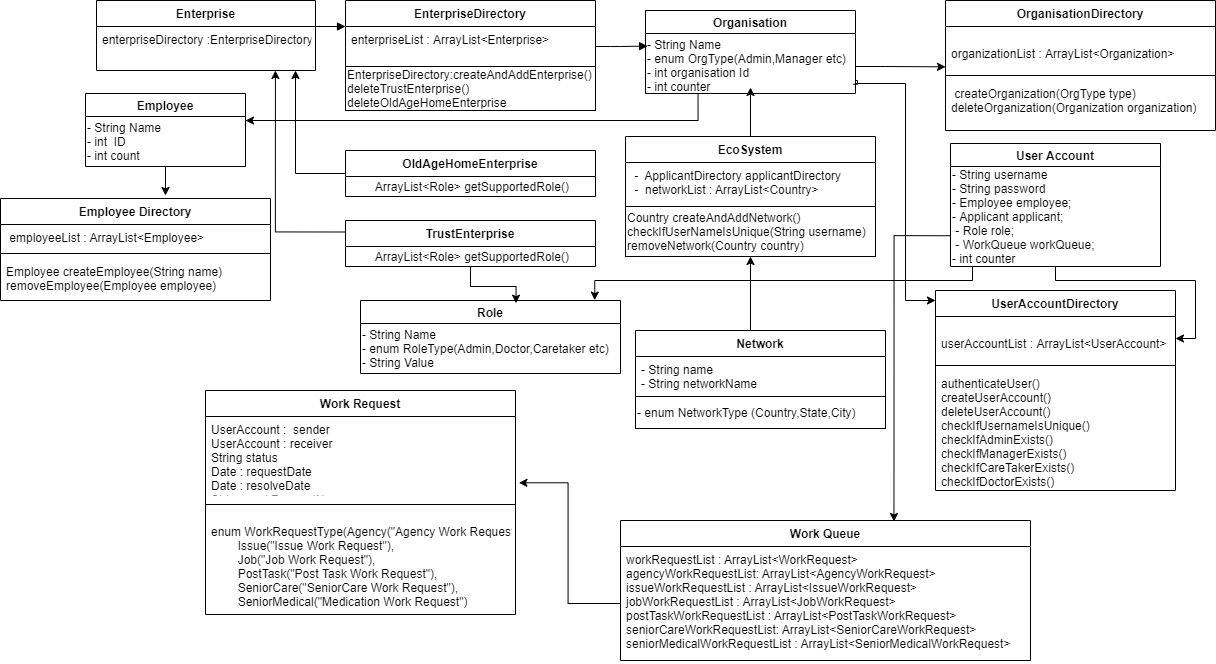 Enterprise
enterpriseDirectory :EnterpriseDirectory
EnterpriseDirectory
enterpriseList : ArrayList<Enterprise>
EnterpriseDirectory:createAndAddEnterprise()
deleteTrustEnterprise()
deleteOldAgeHomeEnterprise
Organisation
- String Name
- enum OrgType(Admin,Manager etc)
- int organisation Id
- int counter
OrganisationDirectory
organizationList : ArrayList<Organization>
createOrganization(OrgType type)
deleteOrganization(Organization organization)
Employee
- String Name
- int  ID
- int count
OldAgeHomeEnterprise
ArrayList<Role> getSupportedRole()
EcoSystem
-  ApplicantDirectory applicantDirectory
-  networkList : ArrayList<Country>
Country createAndAddNetwork()
checkIfUserNameIsUnique(String username)
removeNetwork(Country country)
User Account
- String username
- String password
- Employee employee;
- Applicant applicant;
- Role role;
- WorkQueue workQueue;
- int counter
Employee Directory
employeeList : ArrayList<Employee>
Employee createEmployee(String name)
removeEmployee(Employee employee)
TrustEnterprise
ArrayList<Role> getSupportedRole()
Role
- String Name
- enum RoleType(Admin,Doctor,Caretaker etc)
- String Value
Network
- String name
- String networkName
- enum NetworkType (Country,State,City)
UserAccountDirectory
userAccountList : ArrayList<UserAccount>
authenticateUser()
createUserAccount()
deleteUserAccount()
checkIfUsernameIsUnique()
checkIfAdminExists()
checkIfManagerExists()
checkIfCareTakerExists()
checkIfDoctorExists()
Work Request
UserAccount :  sender
UserAccount : receiver
String status
Date : requestDate
Date : resolveDate
enum WorkRequestType(Agency("Agency Work Reques
Issue("Issue Work Request"),
Job("Job Work Request"),
PostTask("Post Task Work Request"),
SeniorCare("SeniorCare Work Request"),
SeniorMedical("Medication Work Request")
Work Queue
workRequestList : ArrayList<WorkRequest>
agencyWorkRequestList: ArrayList<AgencyWorkRequest>
issueWorkRequestList : ArrayList<IssueWorkRequest>
jobWorkRequestList : ArrayList<JobWorkRequest>
postTaskWorkRequestList : ArrayList<PostTaskWorkRequest>
seniorCareWorkRequestList: ArrayList<SeniorCareWorkRequest>
seniorMedicalWorkRequestList : ArrayList<SeniorMedicalWorkRequest>